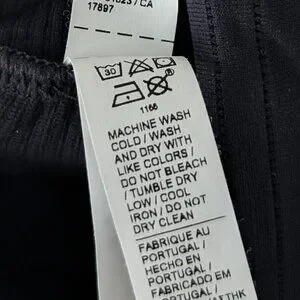 17897
30
1166
MACHINE WASH
COLD / WASH
AND DRY WITH
LIKE COLORS /
DO NOT BLEACH
/ TUMBLE DRY
LOW / COOL
IRON / DO NOT
DRY CLEAN
FABRIQUE AU
PORTUGAL /
HECHO EN
PORTUGAL /
FABRICADO EM